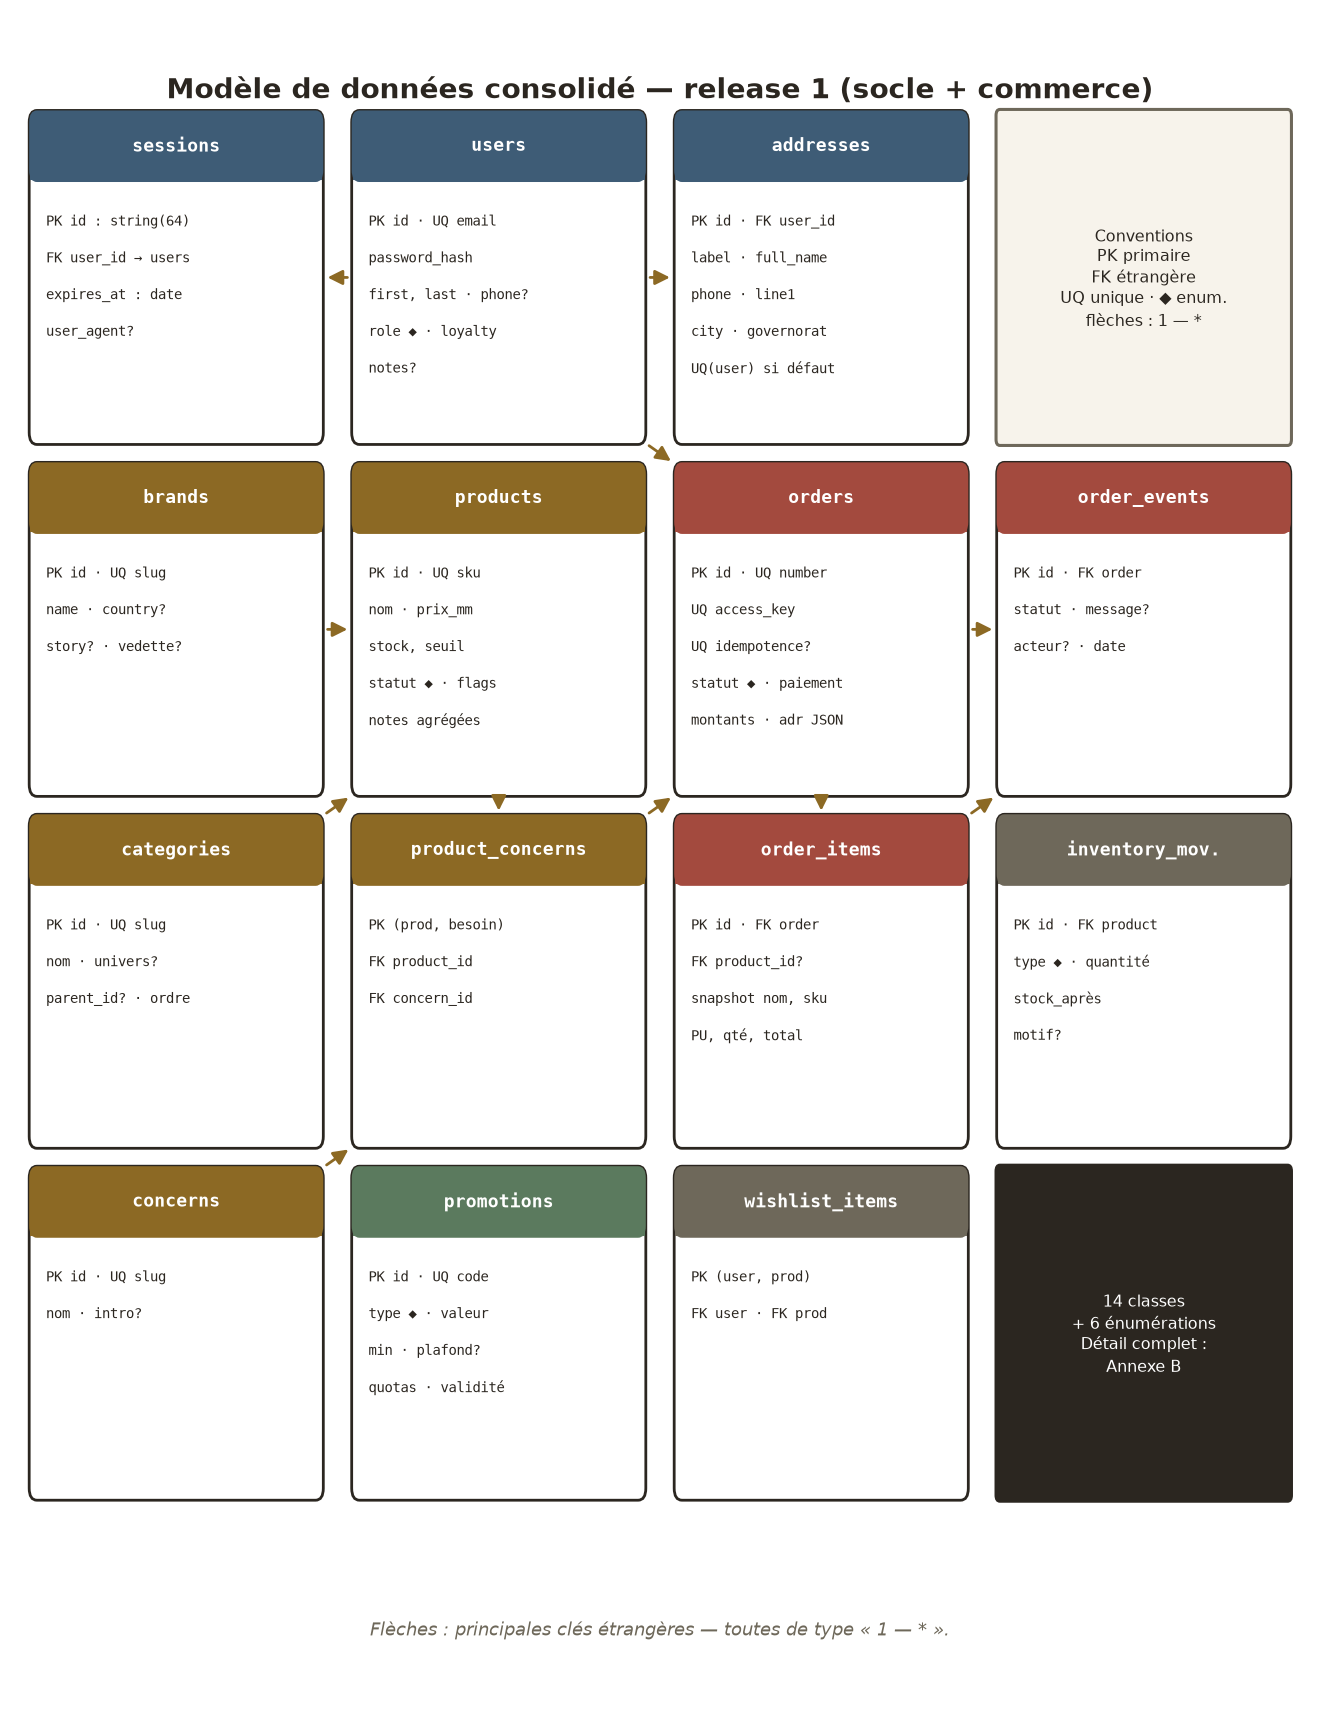 Modèle de données consolidé — release 1 (socle + commerce)
sessions
PK id : string(64)
FK user_id → users
expires_at : date
user_agent?
users
PK id · UQ email
password_hash
first, last · phone?
role ◆ · loyalty
notes?
addresses
PK id · FK user_id
label · full_name
phone · line1
city · governorat
UQ(user) si défaut
Conventions
PK primaire
FK étrangère
UQ unique · ◆ enum.
flèches : 1 — *
brands
PK id · UQ slug
name · country?
story? · vedette?
products
PK id · UQ sku
nom · prix_mm
stock, seuil
statut ◆ · flags
notes agrégées
orders
PK id · UQ number
UQ access_key
UQ idempotence?
statut ◆ · paiement
montants · adr JSON
order_events
PK id · FK order
statut · message?
acteur? · date
categories
PK id · UQ slug
nom · univers?
parent_id? · ordre
product_concerns
PK (prod, besoin)
FK product_id
FK concern_id
order_items
PK id · FK order
FK product_id?
snapshot nom, sku
PU, qté, total
inventory_mov.
PK id · FK product
type ◆ · quantité
stock_après
motif?
concerns
PK id · UQ slug
nom · intro?
promotions
PK id · UQ code
type ◆ · valeur
min · plafond?
quotas · validité
wishlist_items
PK (user, prod)
FK user · FK prod
14 classes
+ 6 énumérations
Détail complet :
Annexe B
Flèches : principales clés étrangères — toutes de type « 1 — * ».